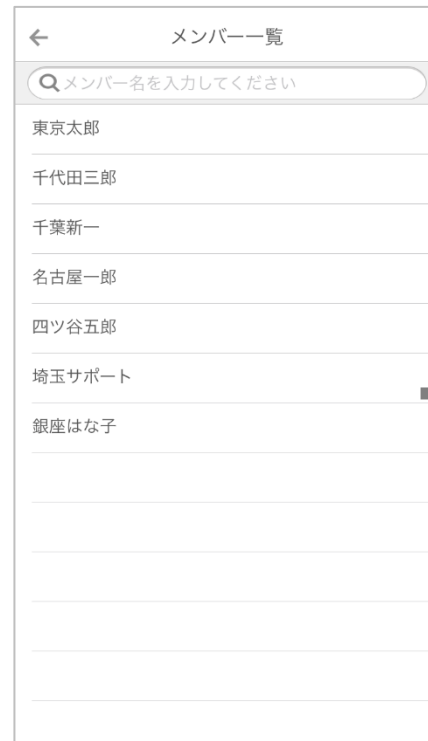 メンバー一覧
メンバー名を入力してください
東京太郎
千代田三郎
千葉新一
名古屋一郎
四ツ谷五郎
埼玉サポート
銀座はな子